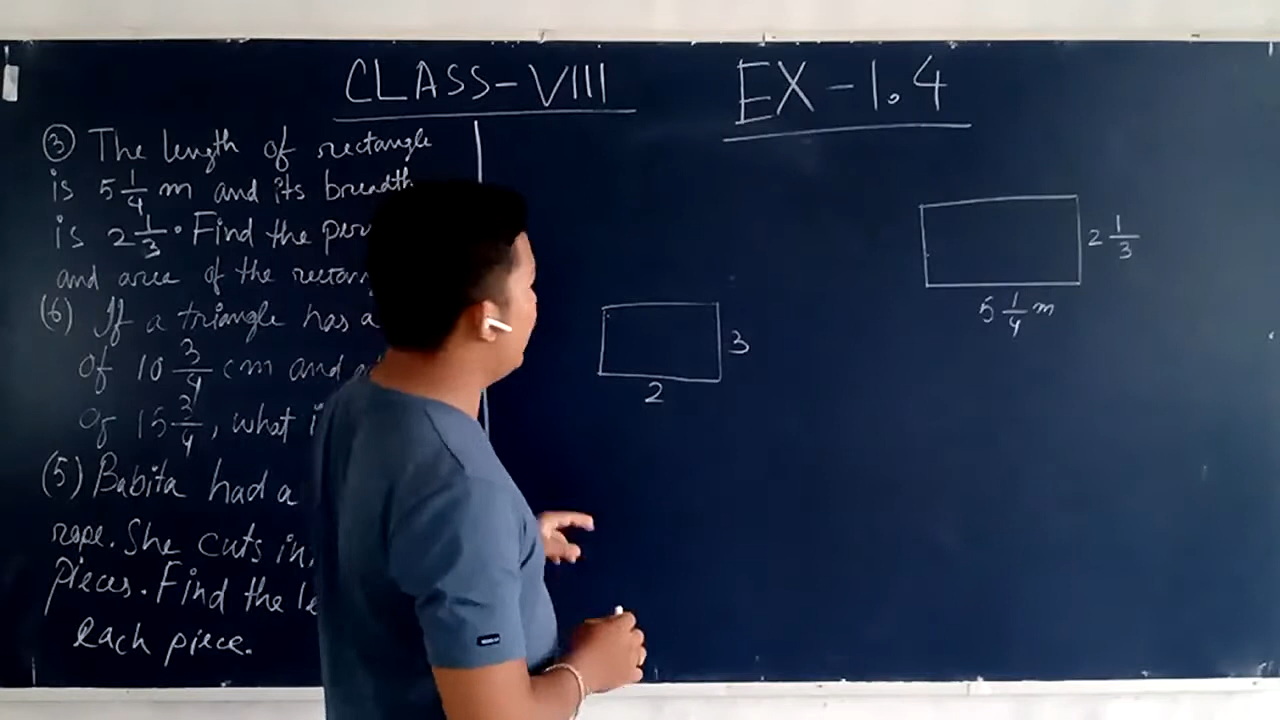 CLASS-VIII
EX-1.4
③ The length of rectangle
is 5 1/4 m and its breadth
is 2 1/3. Find the
and area of the
(6) If a triangle has a
of 10 3/4 cm and
of 15 3/4, what
(5) Babita had a
rope. She cuts in
pieces. Find the
each piece.
3
2
2 1/3
5 1/4 m